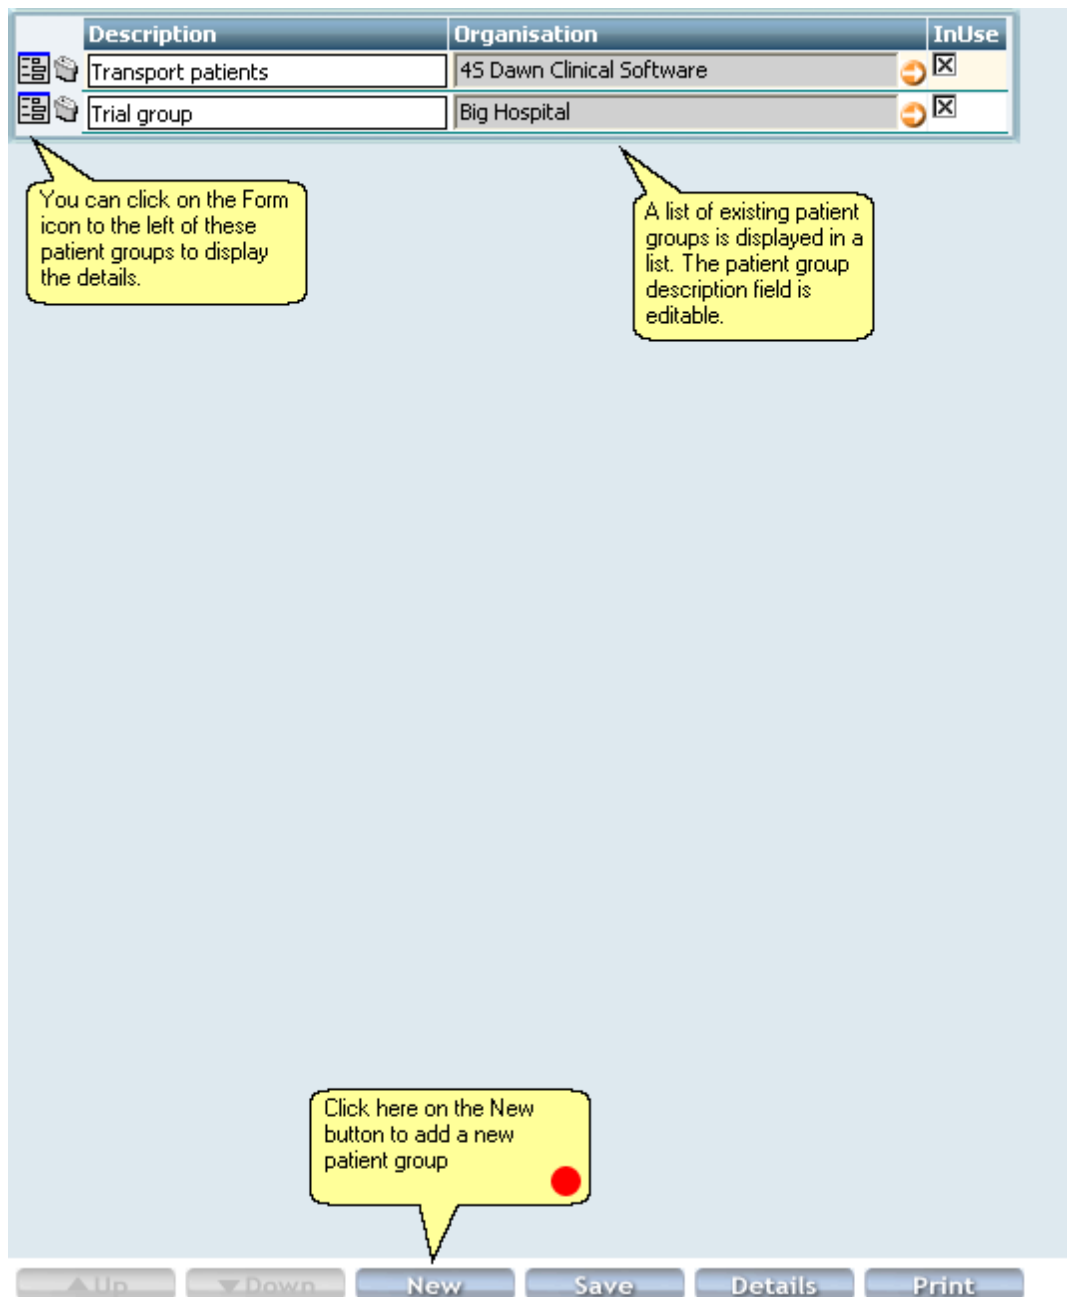 Description Organisation InUse
Transport patients 4S Dawn Clinical Software
Trial group Big Hospital
You can click on the Form
icon to the left of these
patient groups to display
the details.
A list of existing patient
groups is displayed in a
list. The patient group
description field is
editable.
Click here on the New
button to add a new
patient group
Up Down New Save Details Print